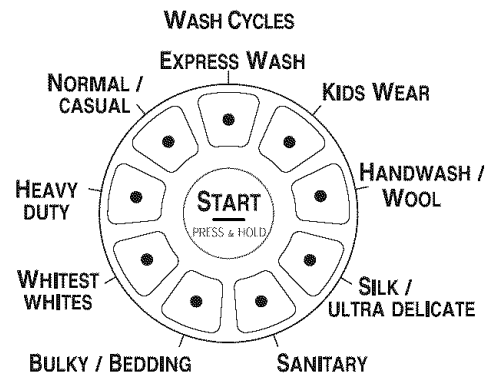 WASH CYCLES
EXPRESS WASH
NORMAL /
CASUAL
KIDS WEAR
HANDWASH /
WOOL
HEAVY
DUTY
START
PRESS & HOLD
WHITEST
WHITES
SILK /
ULTRA DELICATE
BULKY / BEDDING
SANITARY